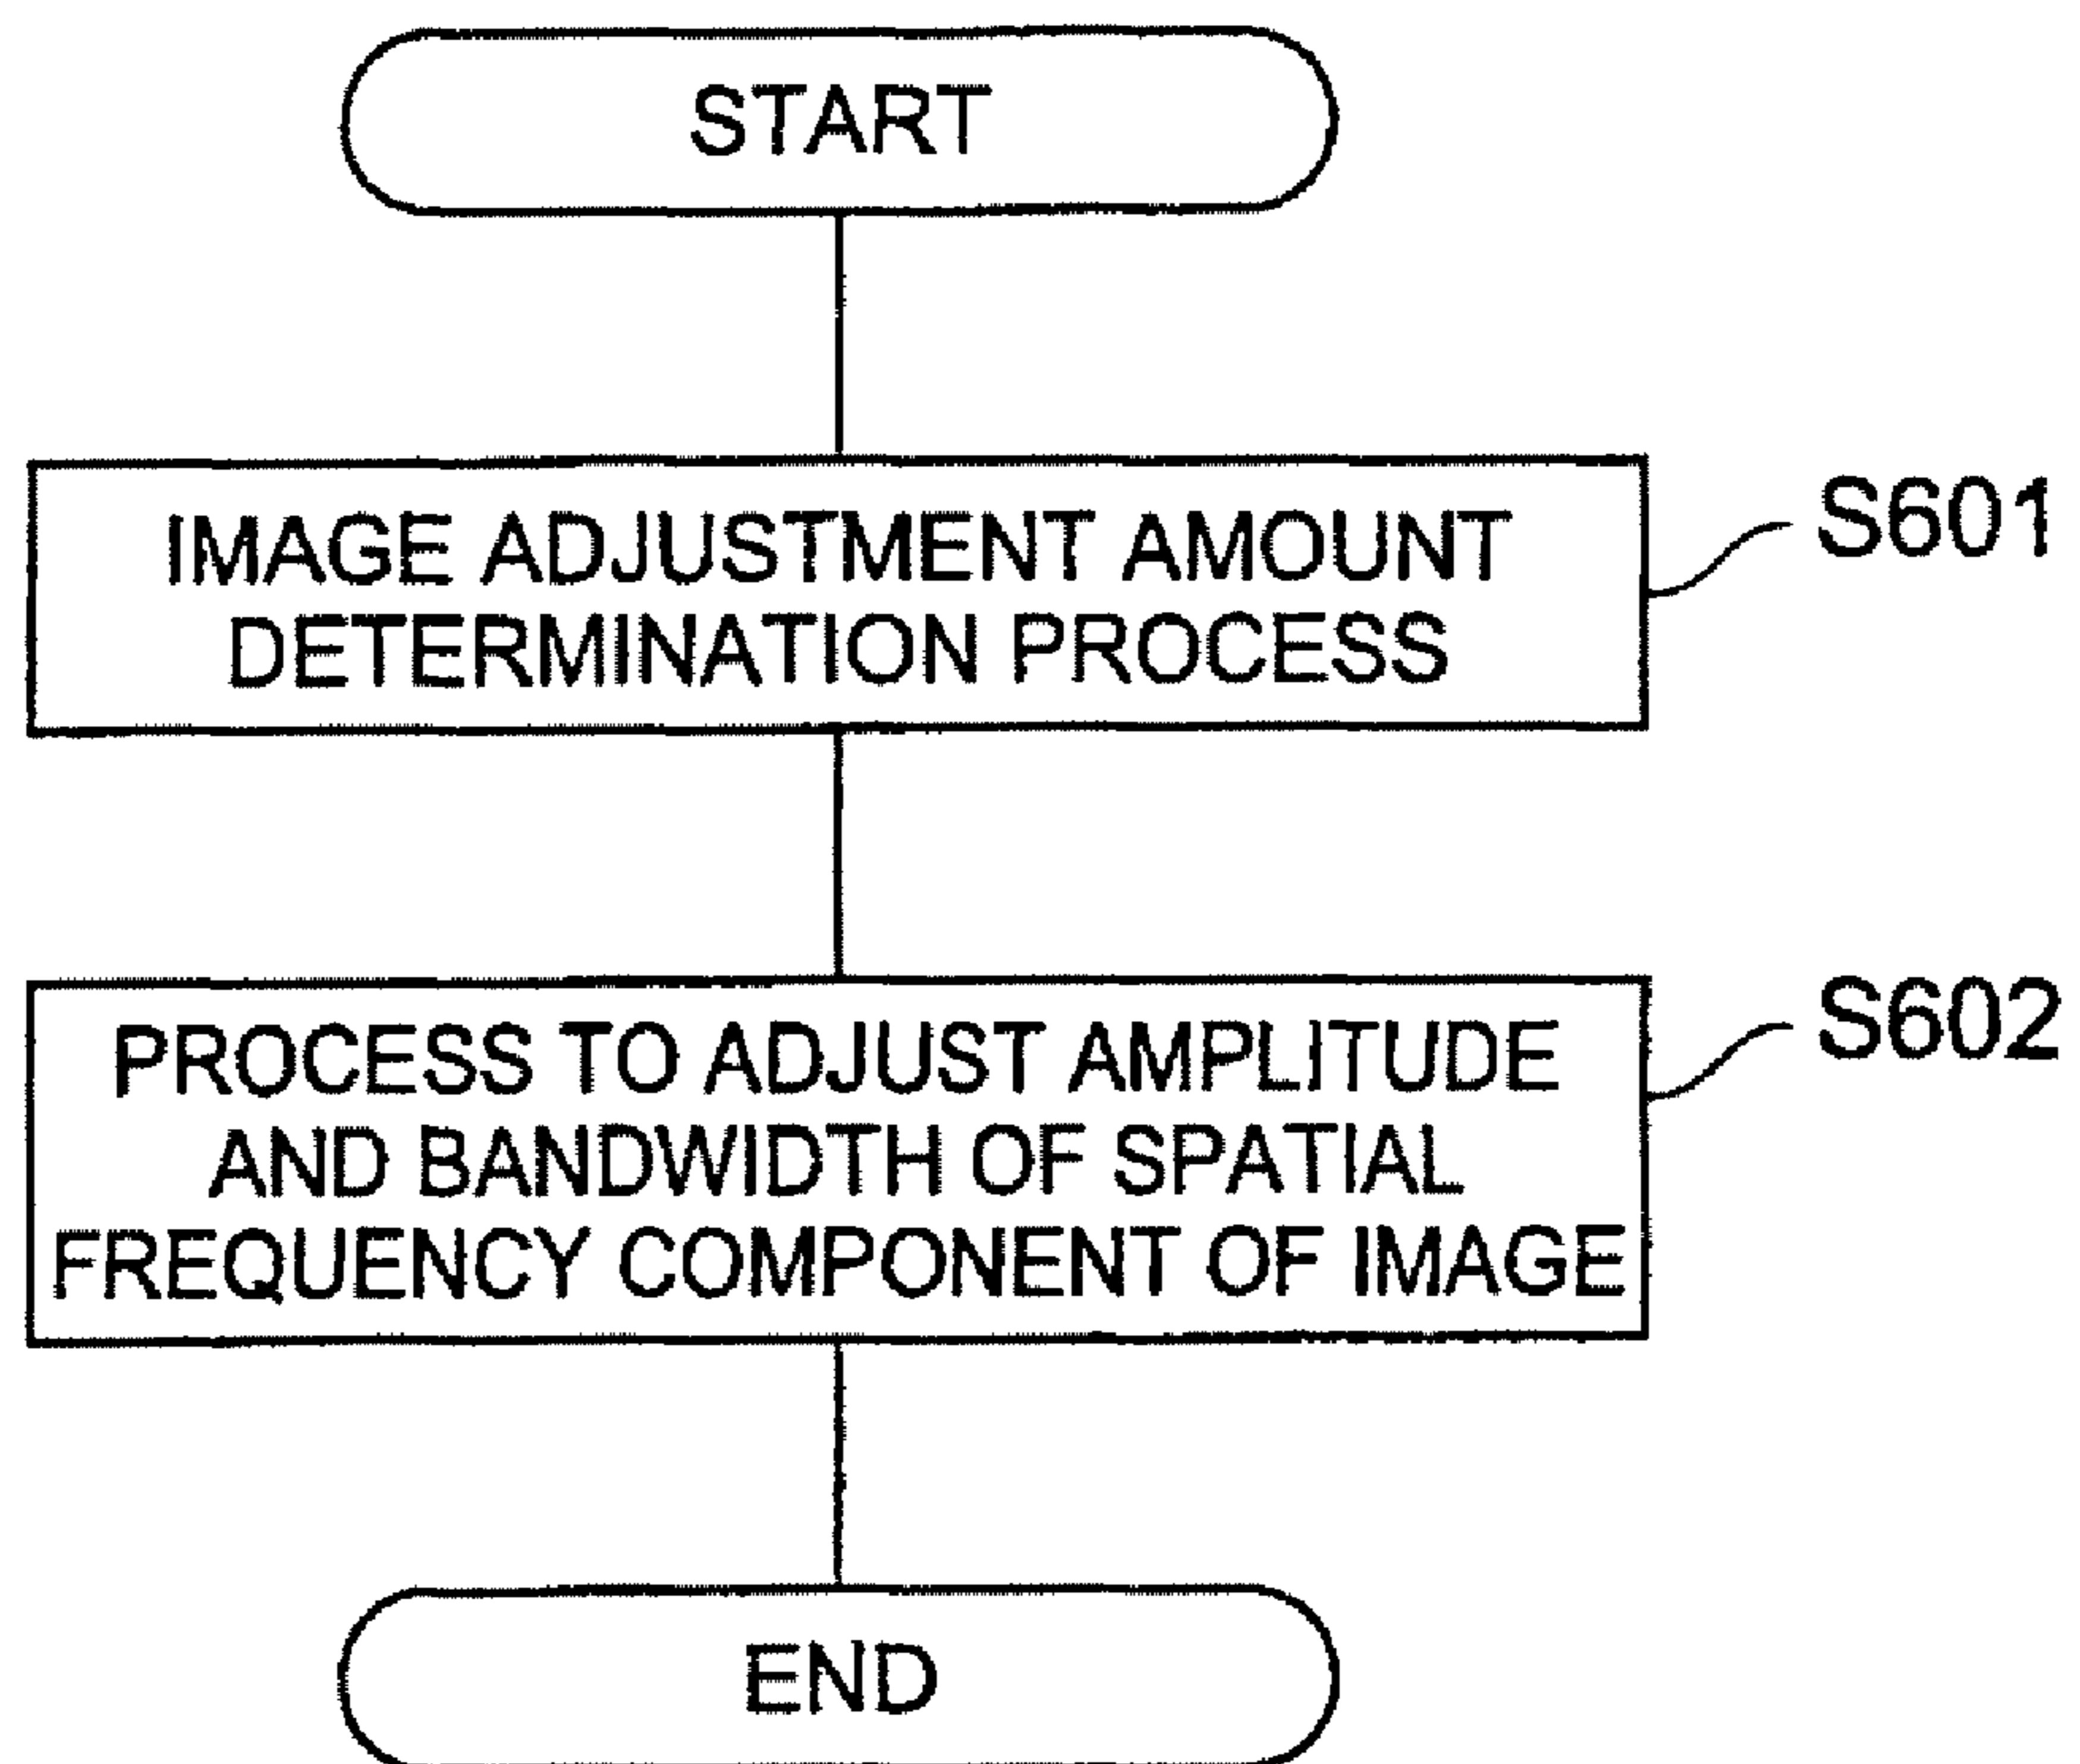 START
IMAGE ADJUSTMENT AMOUNT
DETERMINATION PROCESS
S601
PROCESS TO ADJUST AMPLITUDE
AND BANDWIDTH OF SPATIAL
FREQUENCY COMPONENT OF IMAGE
S602
END